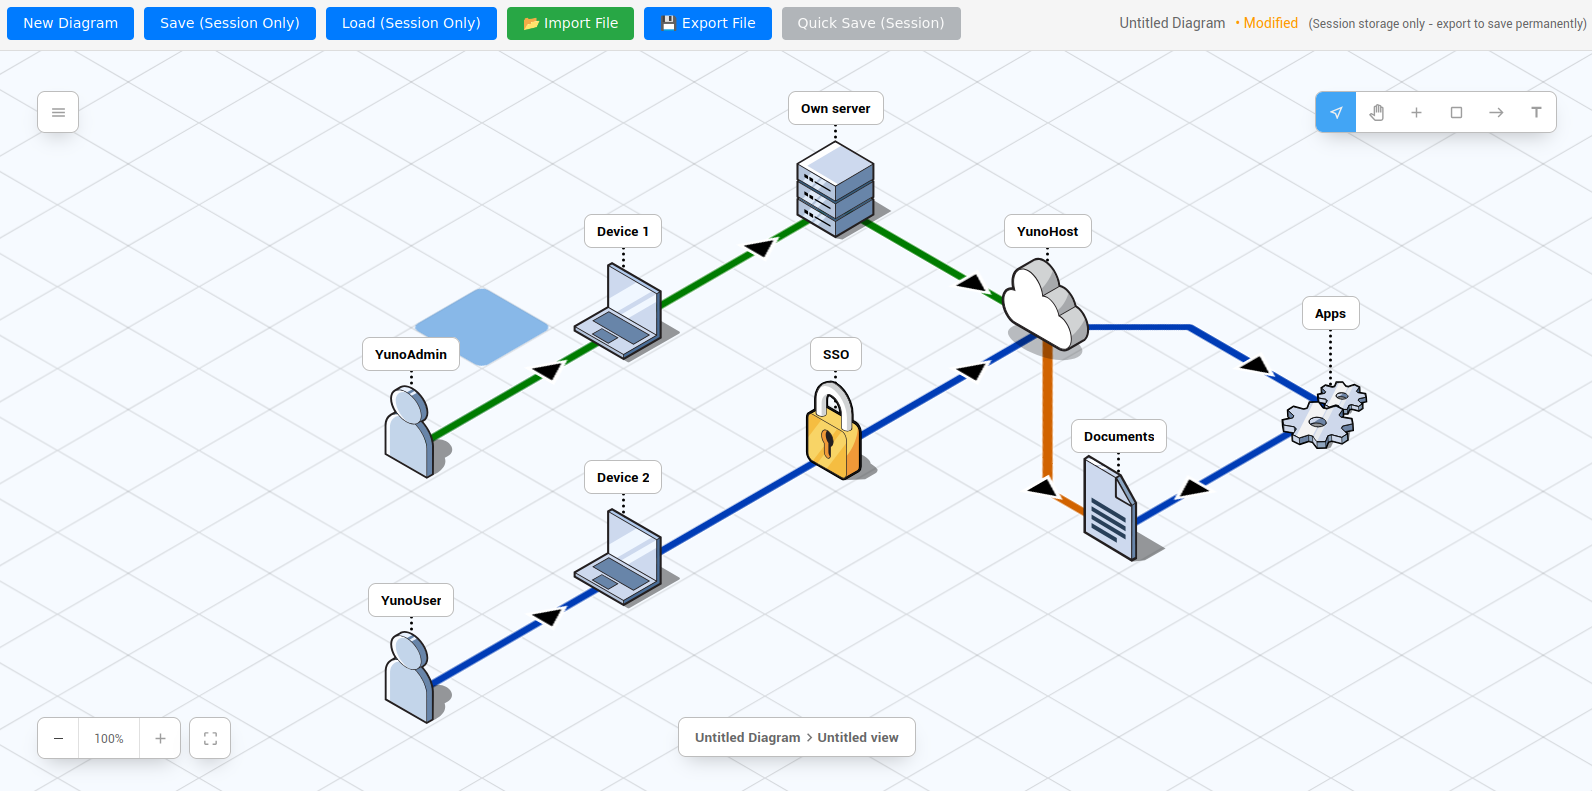 New Diagram
Save (Session Only)
Load (Session Only)
📂 Import File
💾 Export File
Quick Save (Session)
Untitled Diagram • Modified (Session storage only - export to save permanently)
Own server
Device 1
YunoHost
Apps
YunoAdmin
SSO
Documents
Device 2
YunoUser
100%
Untitled Diagram > Untitled view
T